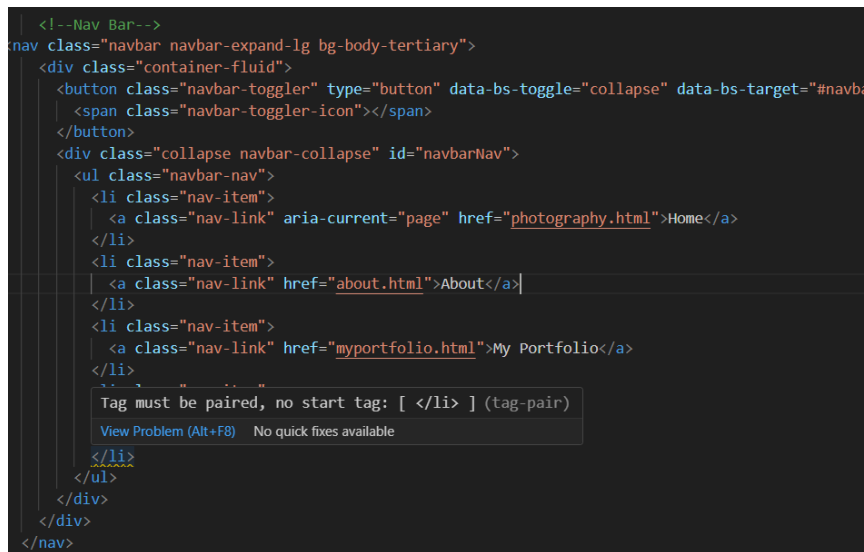 <!--Nav Bar-->
<nav class="navbar navbar-expand-lg bg-body-tertiary">
<div class="container-fluid">
<button class="navbar-toggler" type="button" data-bs-toggle="collapse" data-bs-target="#navba
<span class="navbar-toggler-icon"></span>
</button>
<div class="collapse navbar-collapse" id="navbarNav">
<ul class="navbar-nav">
<li class="nav-item">
<a class="nav-link" aria-current="page" href="photography.html">Home</a>
</li>
<li class="nav-item">
<a class="nav-link" href="about.html">About</a>
</li>
<li class="nav-item">
<a class="nav-link" href="myportfolio.html">My Portfolio</a>
</li>
Tag must be paired, no start tag: [ </li> ] (tag-pair)
View Problem (Alt+F8) No quick fixes available
</li>
</ul>
</div>
</div>
</nav>